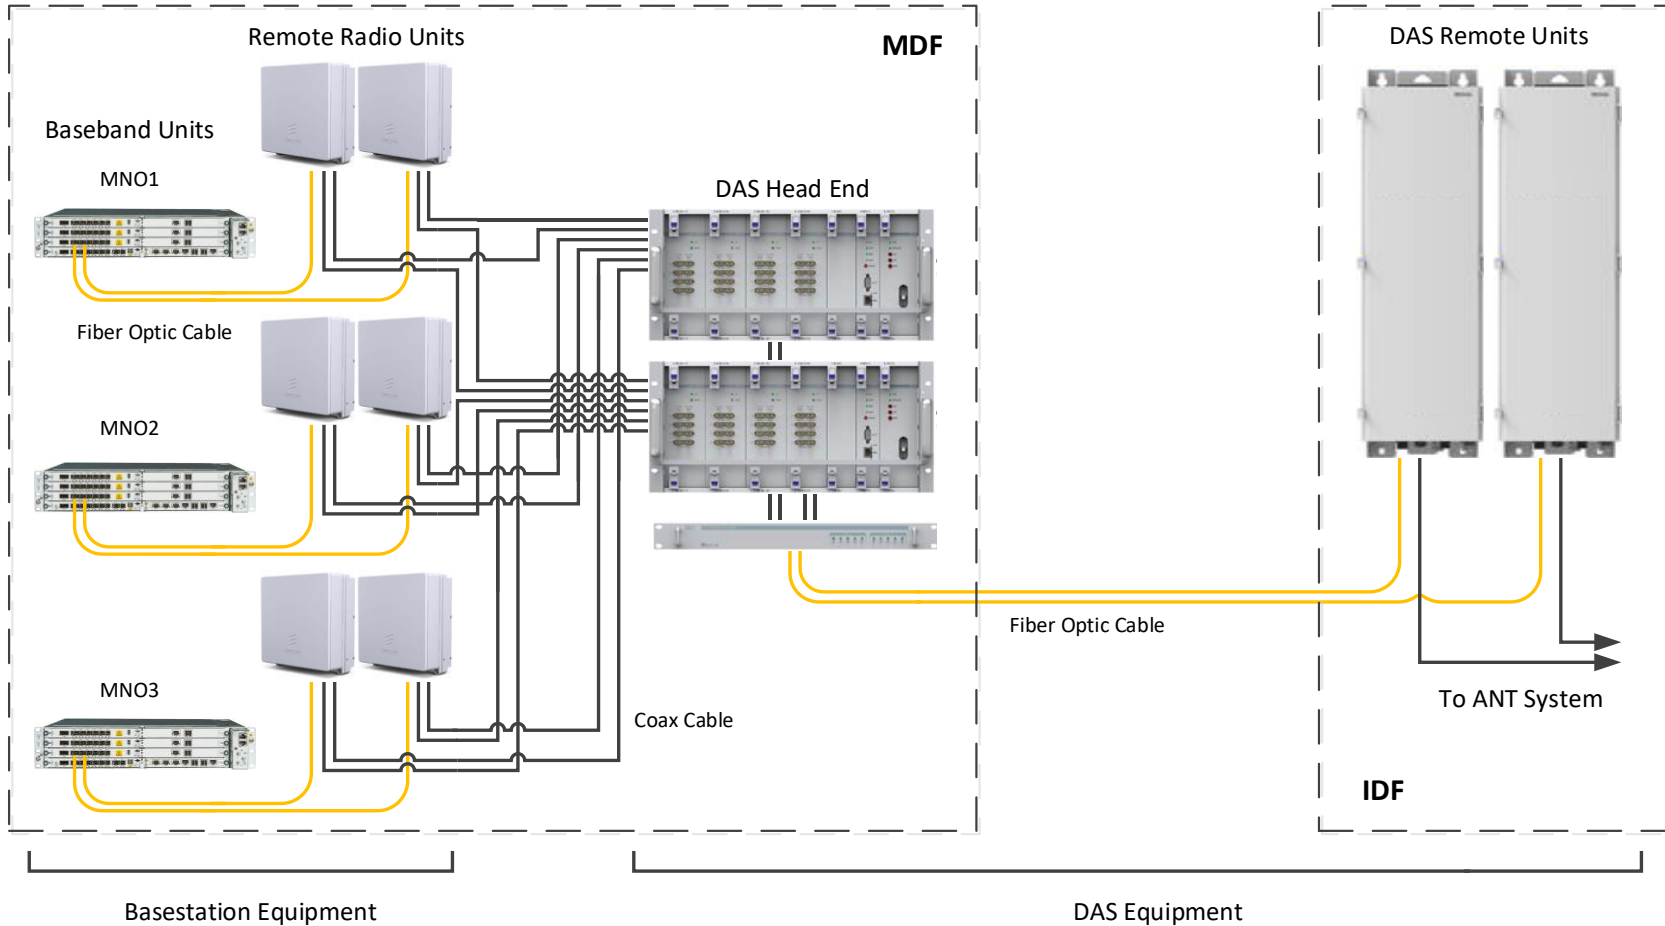 Remote Radio Units
MDF
DAS Remote Units
Baseband Units
MNO1
DAS Head End
Fiber Optic Cable
MNO2
Fiber Optic Cable
MNO3
To ANT System
Coax Cable
IDF
Basestation Equipment
DAS Equipment